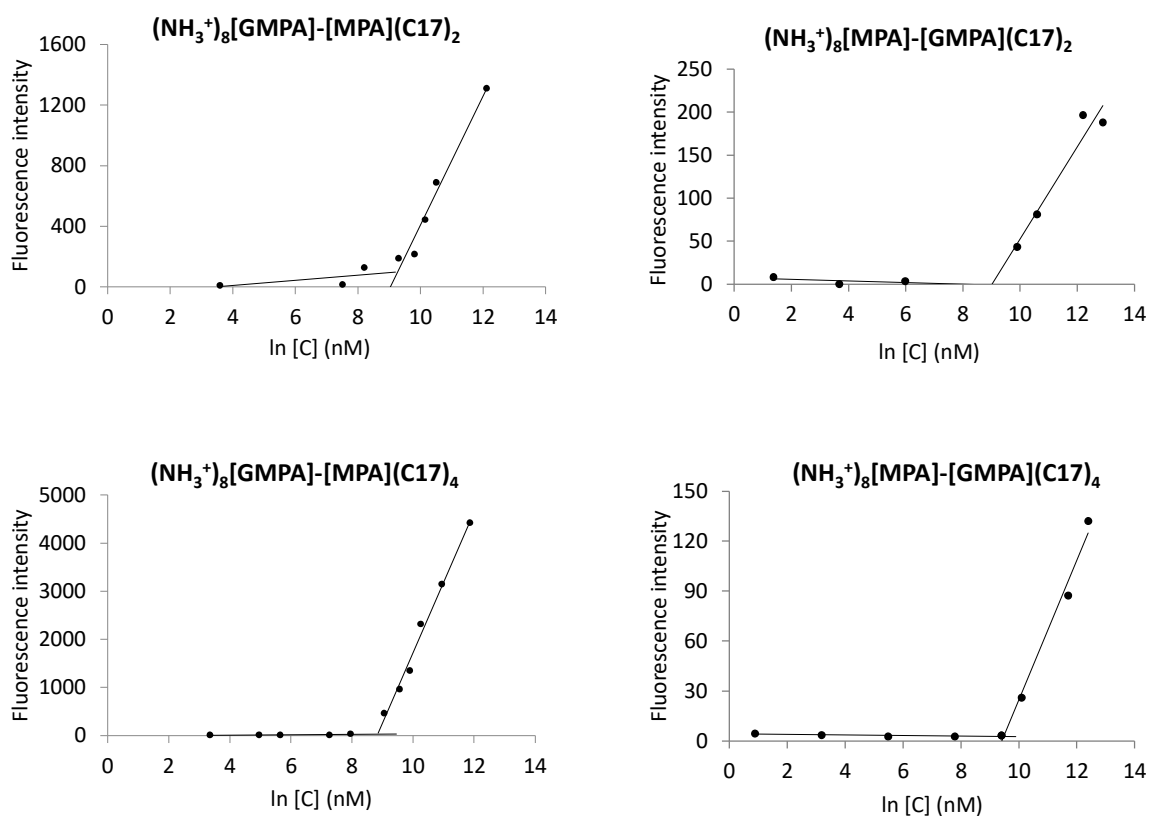 (NH₃⁺)₈[GMPA]-[MPA](C17)₂
Fluorescence intensity
1600
1200
800
400
0
0 2 4 6 8 10 12 14
ln [C] (nM)
(NH₃⁺)₈[MPA]-[GMPA](C17)₂
Fluorescence intensity
250
200
150
100
50
0
0 2 4 6 8 10 12 14
ln [C] (nM)
(NH₃⁺)₈[GMPA]-[MPA](C17)₄
Fluorescence intensity
5000
4000
3000
2000
1000
0
0 2 4 6 8 10 12 14
ln [C] (nM)
(NH₃⁺)₈[MPA]-[GMPA](C17)₄
Fluorescence intensity
150
120
90
60
30
0
0 2 4 6 8 10 12 14
ln [C] (nM)